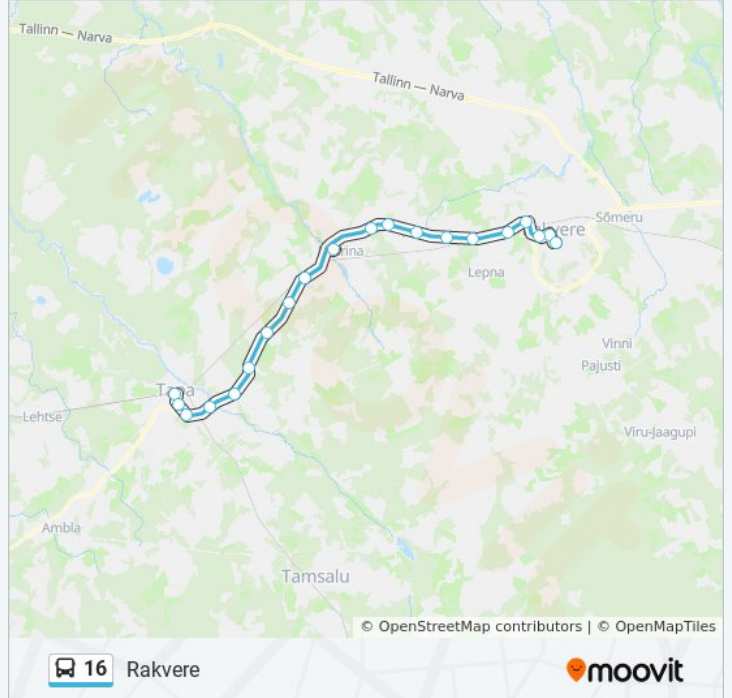 Tallinn — Narva
Tallinn — Narva
Sõmeru
Lepna
Vinni
Pajusti
Lehtse
Viru-Jaagupi
Ambla
Tamsalu
© OpenStreetMap contributors | © OpenMapTiles
16 Rakvere
moovit